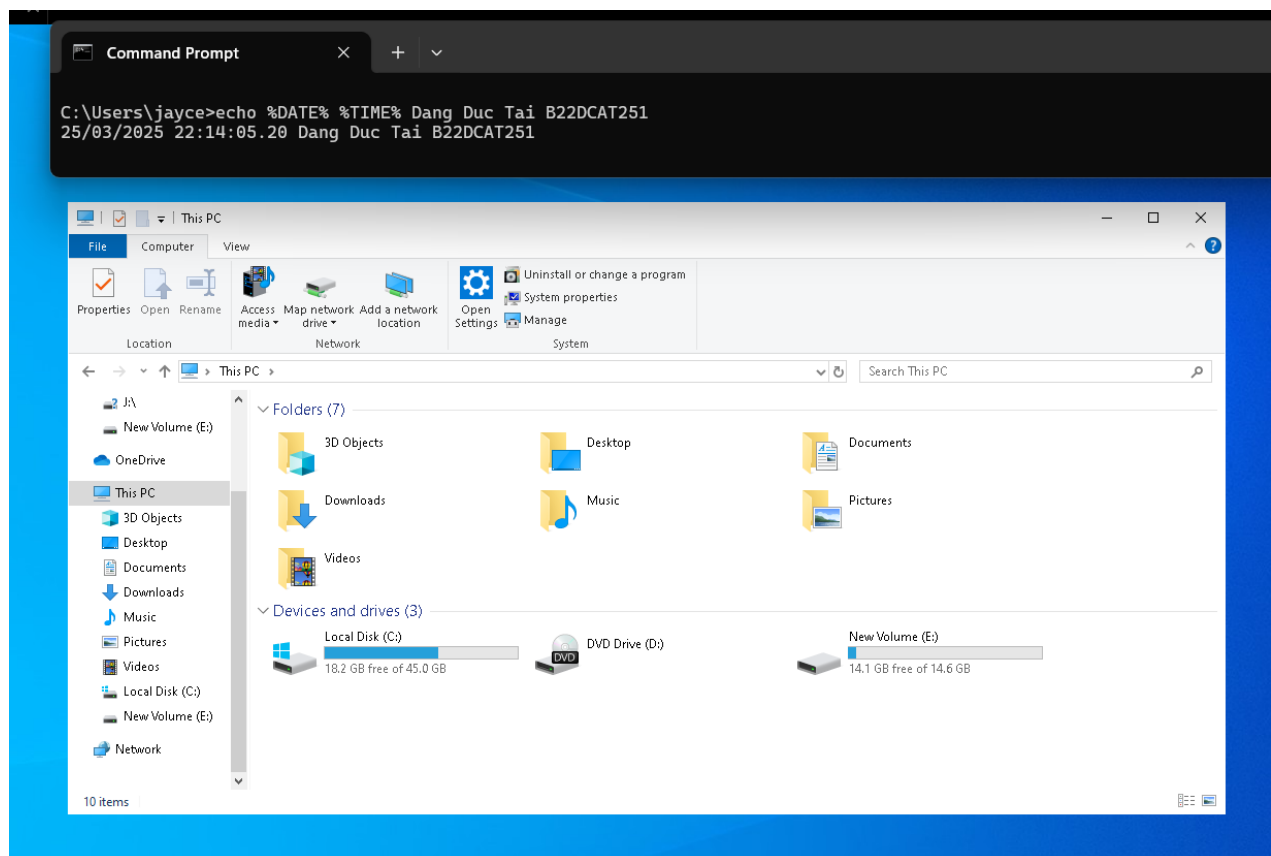 Command Prompt
C:\Users\jayce>echo %DATE% %TIME% Dang Duc Tai B22DCAT251
25/03/2025 22:14:05.20 Dang Duc Tai B22DCAT251
This PC
File Computer View
Properties Open Rename
Location
Access media
Map network drive
Add a network location
Network
Open Settings
Uninstall or change a program
System properties
Manage
System
This PC
Search This PC
J:\
New Volume (E:)
OneDrive
This PC
3D Objects
Desktop
Documents
Downloads
Music
Pictures
Videos
Local Disk (C:)
New Volume (E:)
Network
Folders (7)
3D Objects
Desktop
Documents
Downloads
Music
Pictures
Videos
Devices and drives (3)
Local Disk (C:)
18.2 GB free of 45.0 GB
DVD
DVD Drive (D:)
New Volume (E:)
14.1 GB free of 14.6 GB
10 items